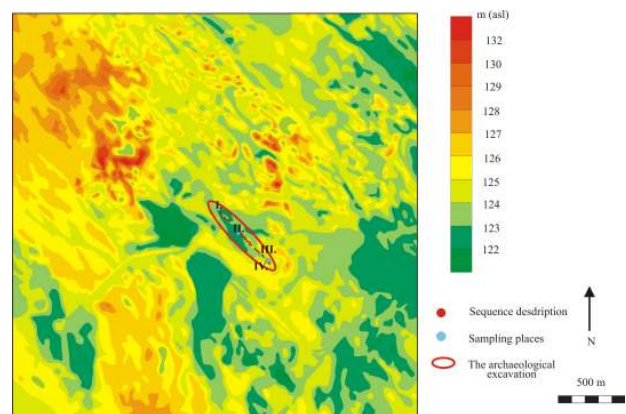 m (asl)
132
130
129
128
127
126
125
124
123
122
I.
II.
III.
IV.
Sequence desdription
Sampling places
The archaeological
excavation
N
500 m